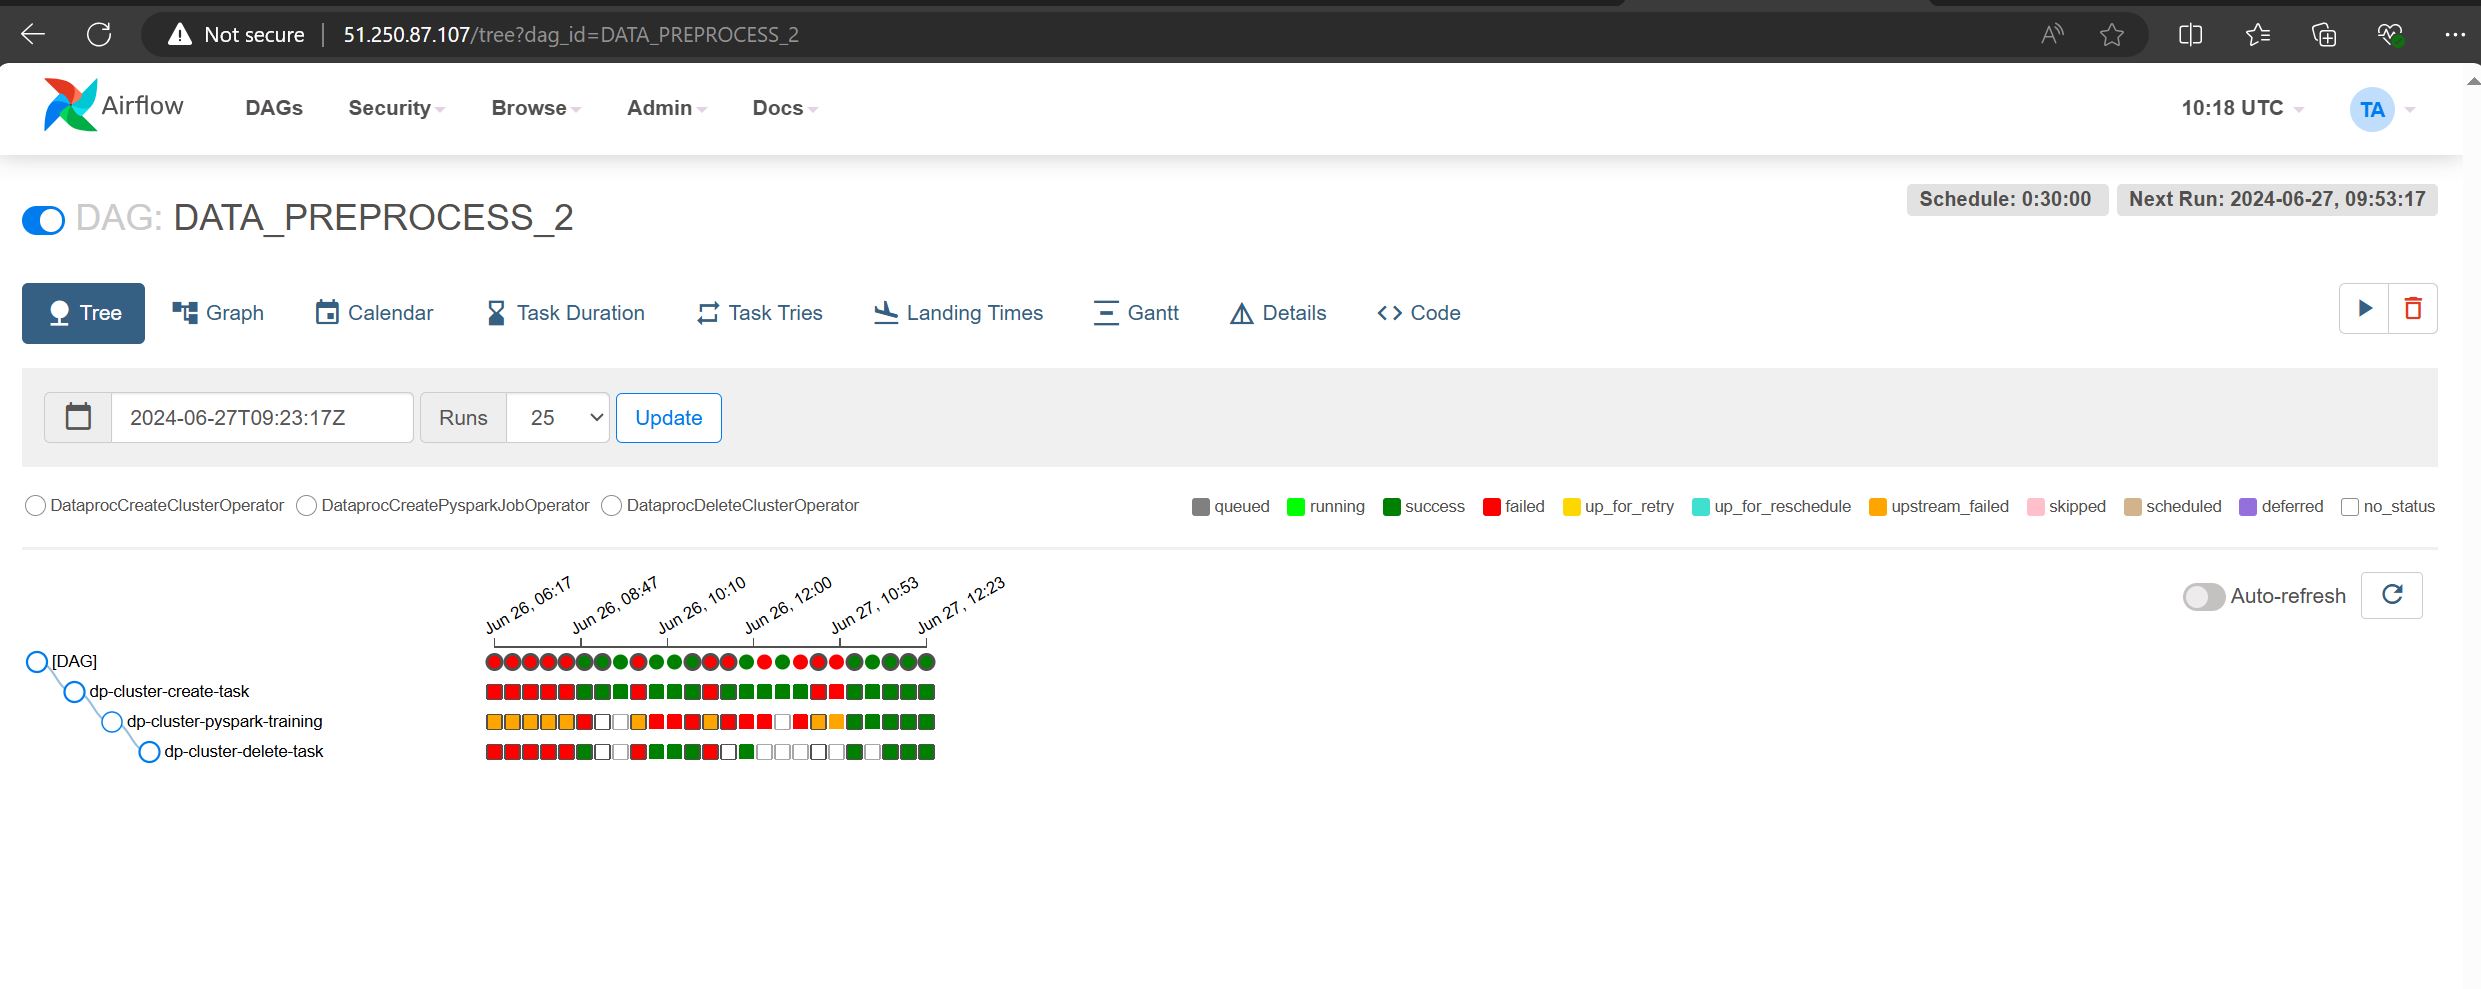 Not secure 51.250.87.107/tree?dag_id=DATA_PREPROCESS_2
Airflow DAGs Security Browse Admin Docs 10:18 UTC TA
Schedule: 0:30:00 Next Run: 2024-06-27, 09:53:17
DAG: DATA_PREPROCESS_2
Tree Graph Calendar Task Duration Task Tries Landing Times Gantt Details Code
2024-06-27T09:23:17Z Runs 25 Update
DataprocCreateClusterOperator DataprocCreatePysparkJobOperator DataprocDeleteClusterOperator queued running success failed up_for_retry up_for_reschedule upstream_failed skipped scheduled deferred no_status
Jun 26, 06:17 Jun 26, 08:47 Jun 26, 10:10 Jun 26, 12:00 Jun 27, 10:53 Jun 27, 12:23
Auto-refresh
[DAG]
dp-cluster-create-task
dp-cluster-pyspark-training
dp-cluster-delete-task